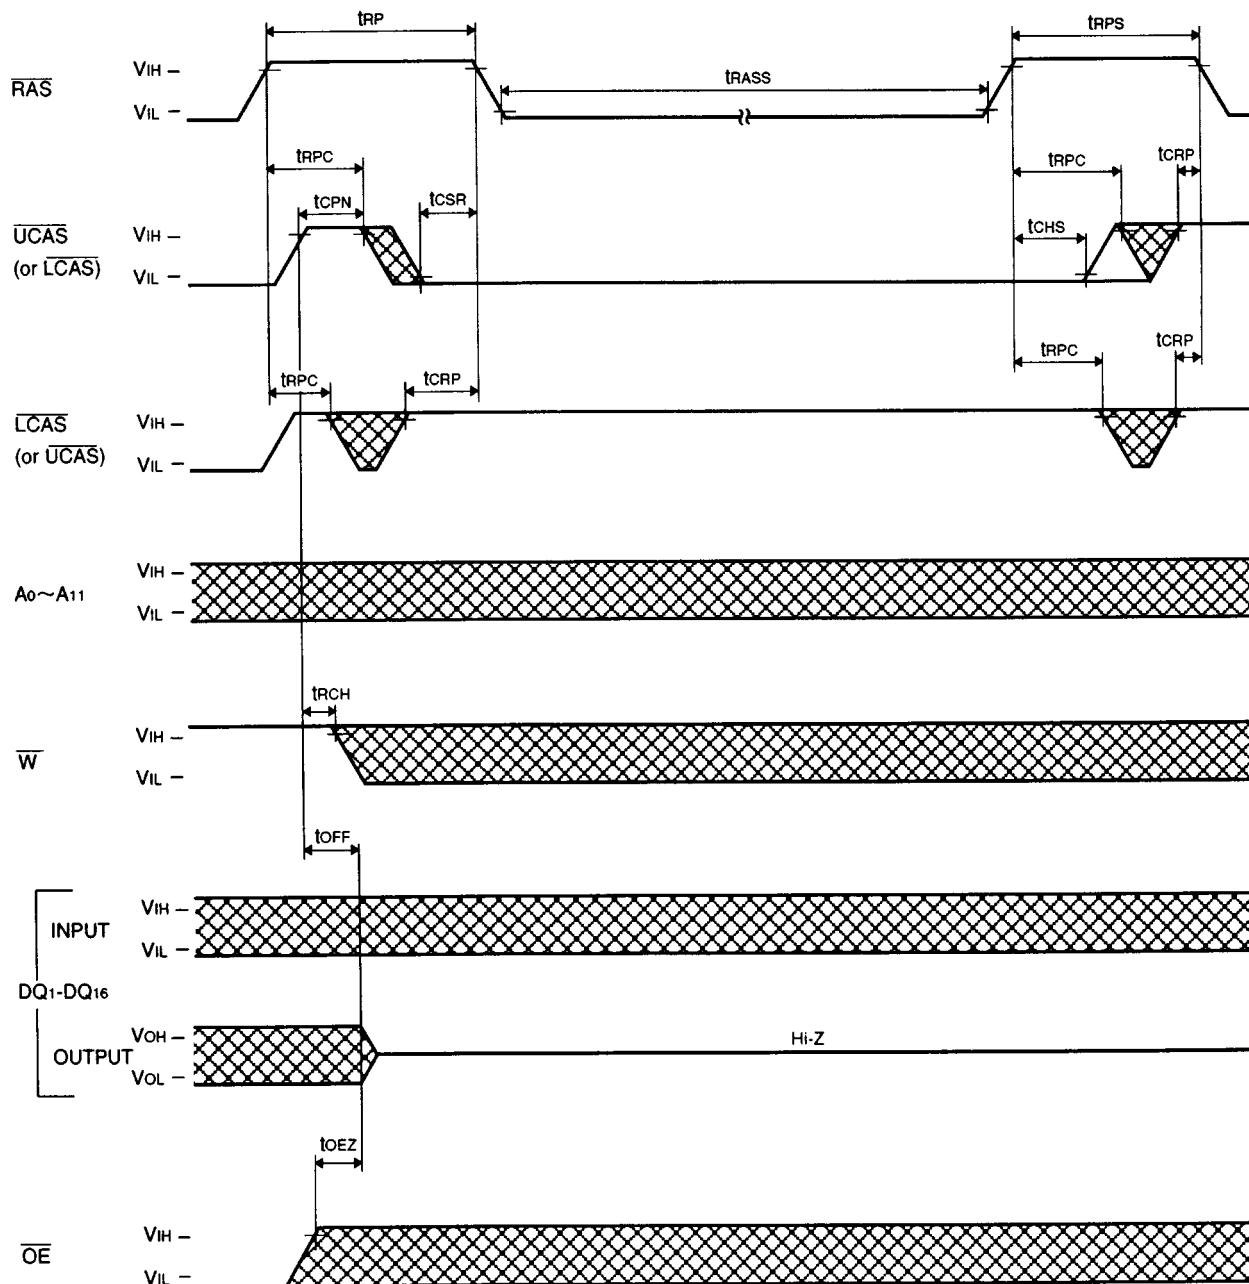 tRP
tRPS
RAS
VIH
VIL
tRASS
tRPC
tCPN
tCSR
tRPC
tCRP
tCHS
UCAS
(or LCAS)
VIH
VIL
tRPC
tCRP
tRPC
tCRP
LCAS
(or UCAS)
VIH
VIL
A0~A11
VIH
VIL
tRCH
W
VIH
VIL
tOFF
DQ1-DQ16
INPUT
VIH
VIL
OUTPUT
VOH
VOL
Hi-Z
tOEZ
OE
VIH
VIL